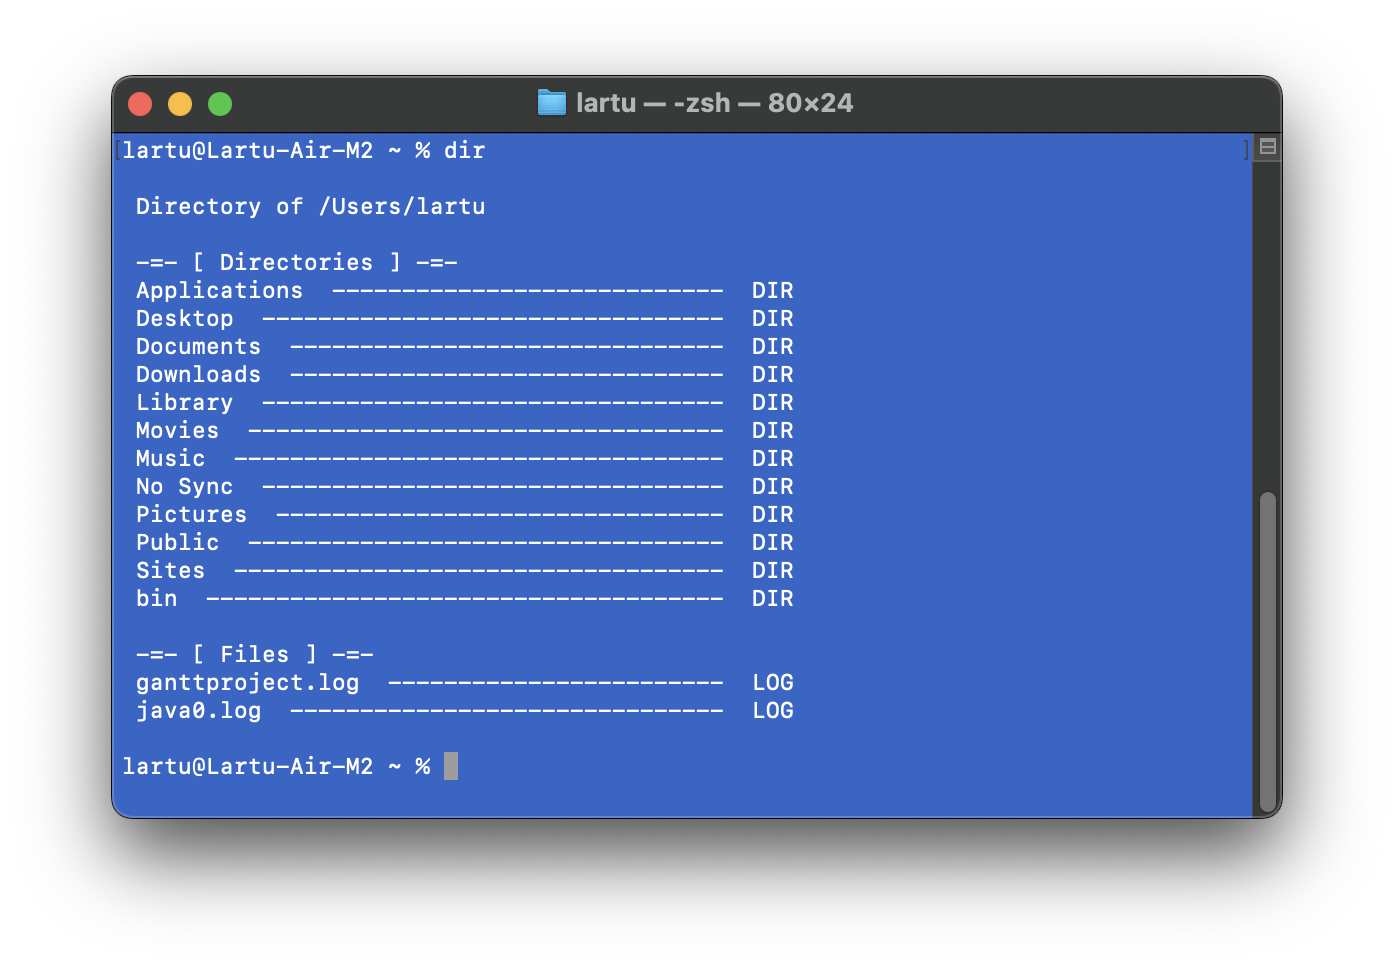 lartu — -zsh — 80×24
[lartu@Lartu-Air-M2 ~ % dir ]
Directory of /Users/lartu
-=- [ Directories ] -=-
Applications ---------------------------- DIR
Desktop --------------------------------- DIR
Documents ------------------------------- DIR
Downloads ------------------------------- DIR
Library --------------------------------- DIR
Movies ---------------------------------- DIR
Music ----------------------------------- DIR
No Sync --------------------------------- DIR
Pictures -------------------------------- DIR
Public ---------------------------------- DIR
Sites ----------------------------------- DIR
bin ------------------------------------- DIR
-=- [ Files ] -=-
ganttproject.log ------------------------ LOG
java0.log ------------------------------- LOG
lartu@Lartu-Air-M2 ~ %